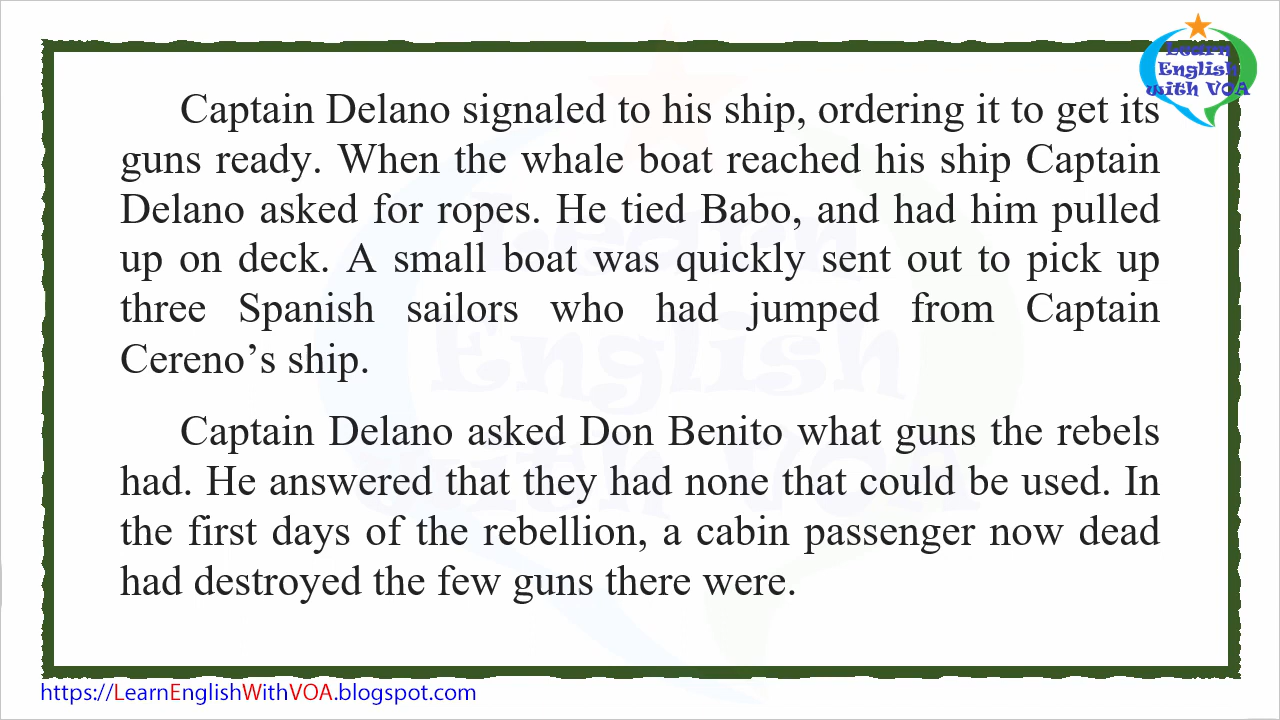 Learn
English
with VOA
Captain Delano signaled to his ship, ordering it to get its
guns ready. When the whale boat reached his ship Captain
Delano asked for ropes. He tied Babo, and had him pulled
up on deck. A small boat was quickly sent out to pick up
three Spanish sailors who had jumped from Captain
Cereno’s ship.
Captain Delano asked Don Benito what guns the rebels
had. He answered that they had none that could be used. In
the first days of the rebellion, a cabin passenger now dead
had destroyed the few guns there were.
https://LearnEnglishWithVOA.blogspot.com